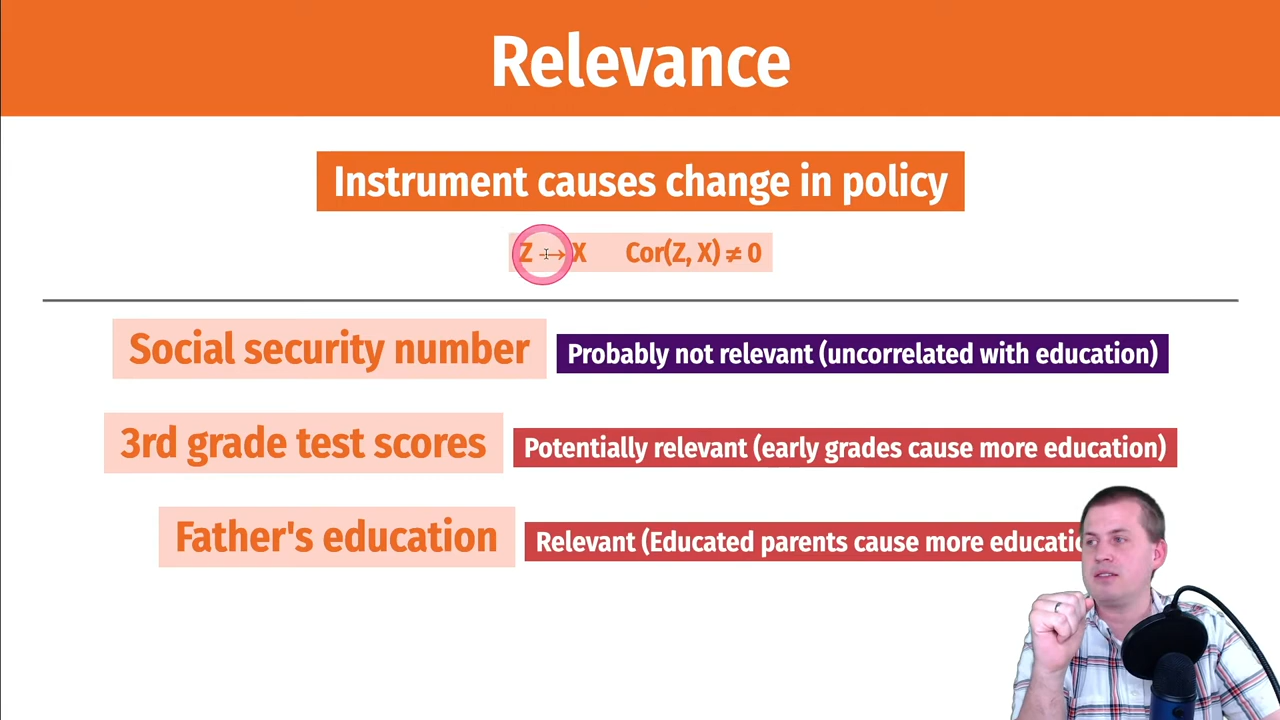 Relevance
Instrument causes change in policy
Z → X Cor(Z, X) ≠ 0
Social security number Probably not relevant (uncorrelated with education)
3rd grade test scores Potentially relevant (early grades cause more education)
Father's education Relevant (Educated parents cause more